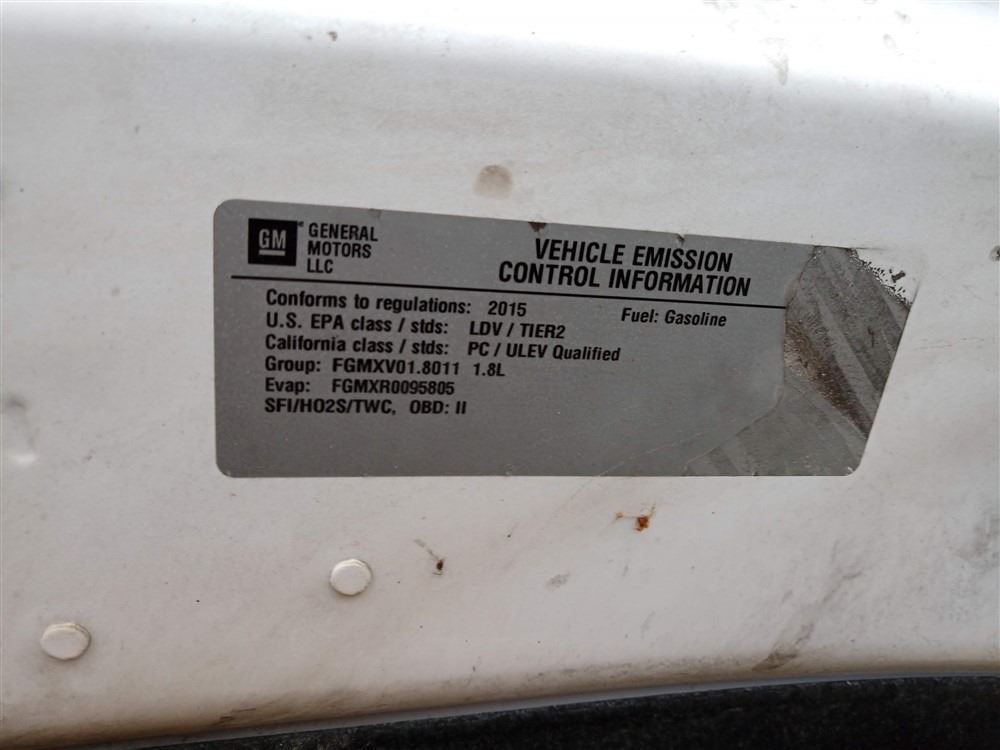 GM
GENERAL
MOTORS
LLC
VEHICLE EMISSION
CONTROL INFORMATION
Conforms to regulations: 2015 Fuel: Gasoline
U.S. EPA class / stds: LDV / TIER2
California class / stds: PC / ULEV Qualified
Group: FGMXV01.8011 1.8L
Evap: FGMXR0095805
SFI/HO2S/TWC, OBD: II